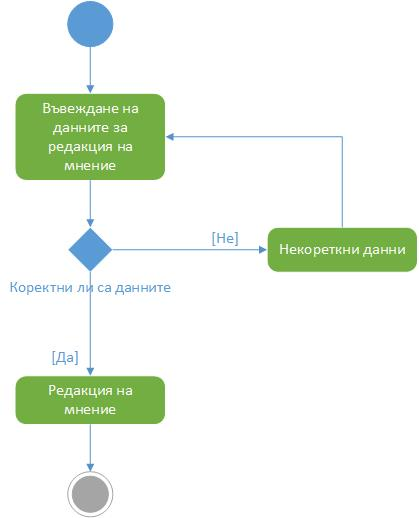 Въвеждане на
данните за
редакция на
мнение
[Не]
Некореткни данни
Коректни ли са данните
[Да]
Редакция на
мнение